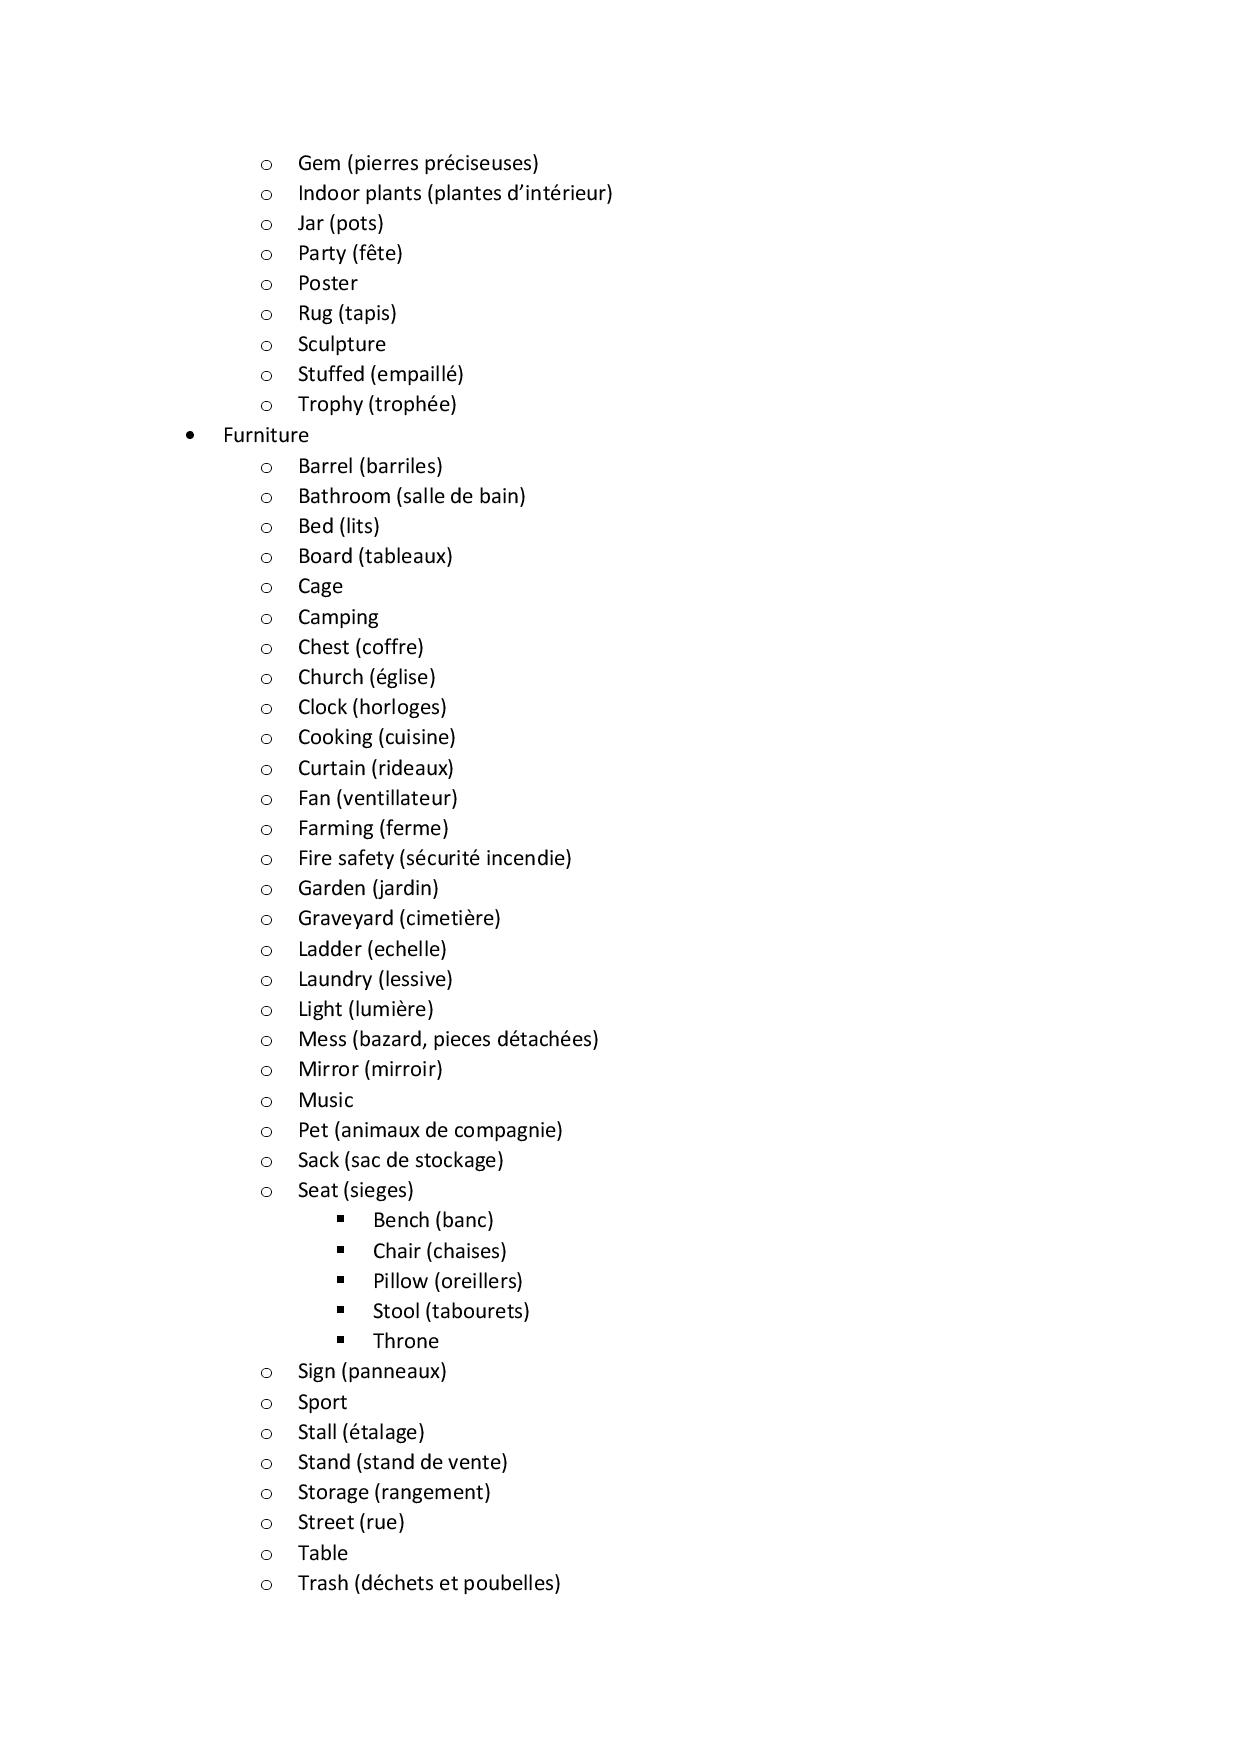 o Gem (pierres préciseuses)
o Indoor plants (plantes d’intérieur)
o Jar (pots)
o Party (fête)
o Poster
o Rug (tapis)
o Sculpture
o Stuffed (empaillé)
o Trophy (trophée)
• Furniture
o Barrel (barriles)
o Bathroom (salle de bain)
o Bed (lits)
o Board (tableaux)
o Cage
o Camping
o Chest (coffre)
o Church (église)
o Clock (horloges)
o Cooking (cuisine)
o Curtain (rideaux)
o Fan (ventillateur)
o Farming (ferme)
o Fire safety (sécurité incendie)
o Garden (jardin)
o Graveyard (cimetière)
o Ladder (echelle)
o Laundry (lessive)
o Light (lumière)
o Mess (bazard, pieces détachées)
o Mirror (mirroir)
o Music
o Pet (animaux de compagnie)
o Sack (sac de stockage)
o Seat (sieges)
▪ Bench (banc)
▪ Chair (chaises)
▪ Pillow (oreillers)
▪ Stool (tabourets)
▪ Throne
o Sign (panneaux)
o Sport
o Stall (étalage)
o Stand (stand de vente)
o Storage (rangement)
o Street (rue)
o Table
o Trash (déchets et poubelles)